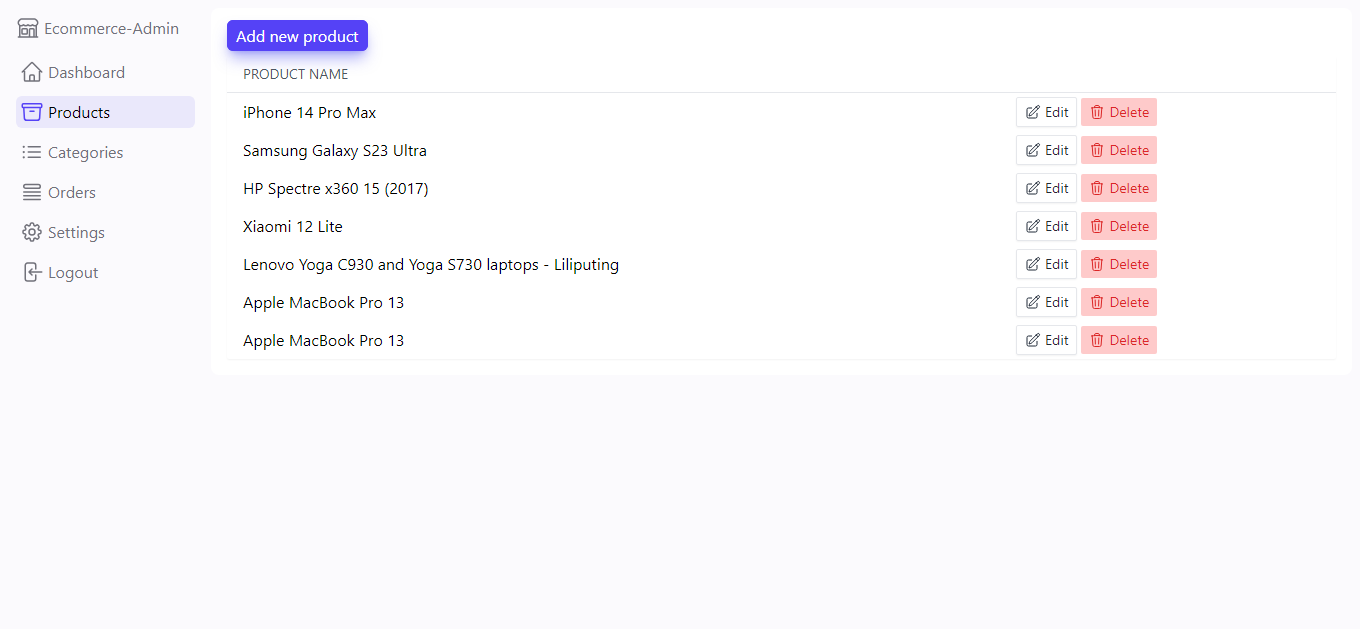 Ecommerce-Admin
Dashboard
Products
Categories
Orders
Settings
Logout
Add new product
PRODUCT NAME
iPhone 14 Pro Max Edit Delete
Samsung Galaxy S23 Ultra Edit Delete
HP Spectre x360 15 (2017) Edit Delete
Xiaomi 12 Lite Edit Delete
Lenovo Yoga C930 and Yoga S730 laptops - Liliputing Edit Delete
Apple MacBook Pro 13 Edit Delete
Apple MacBook Pro 13 Edit Delete